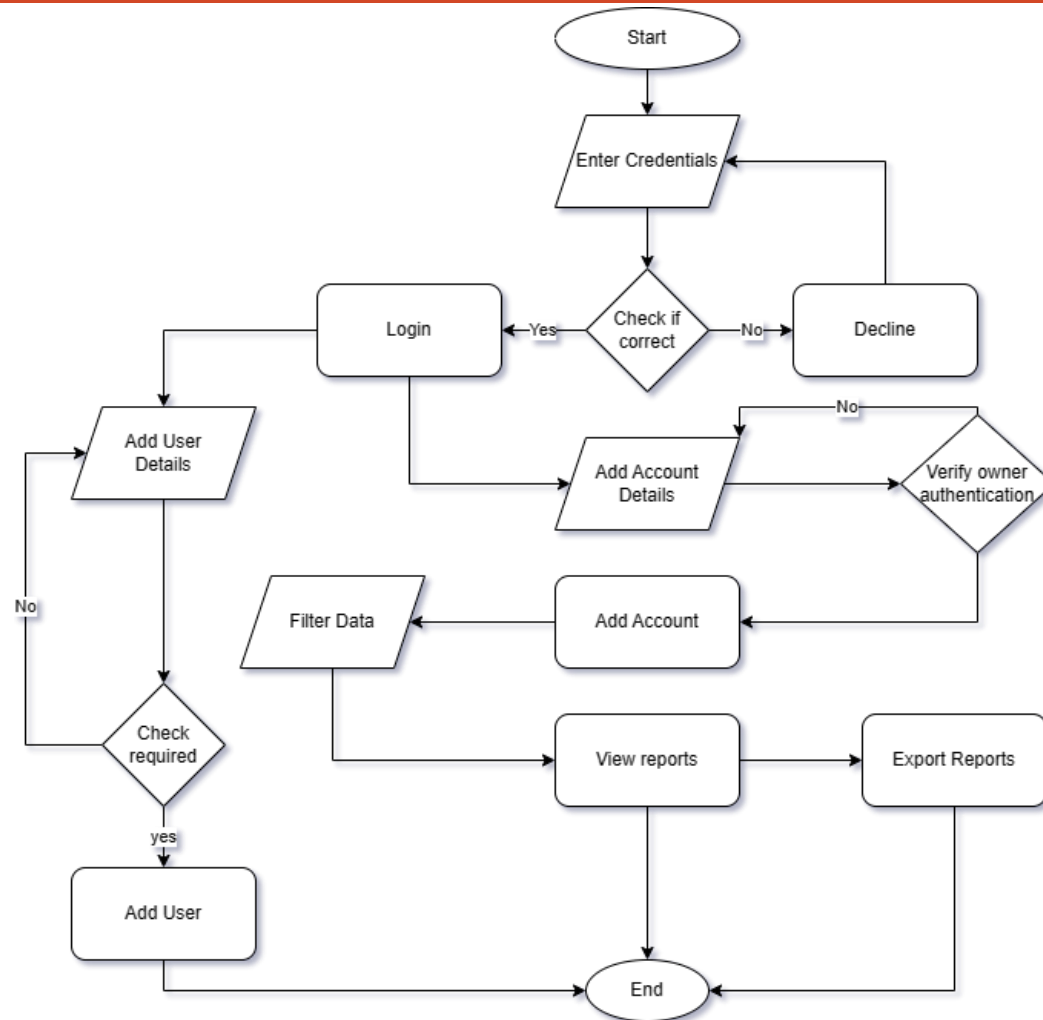 Start
Enter Credentials
Check if
correct
Yes
No
Login
Decline
Add User
Details
No
Add Account
Details
Verify owner
authentication
No
Filter Data
Add Account
Check
required
View reports
Export Reports
yes
Add User
End